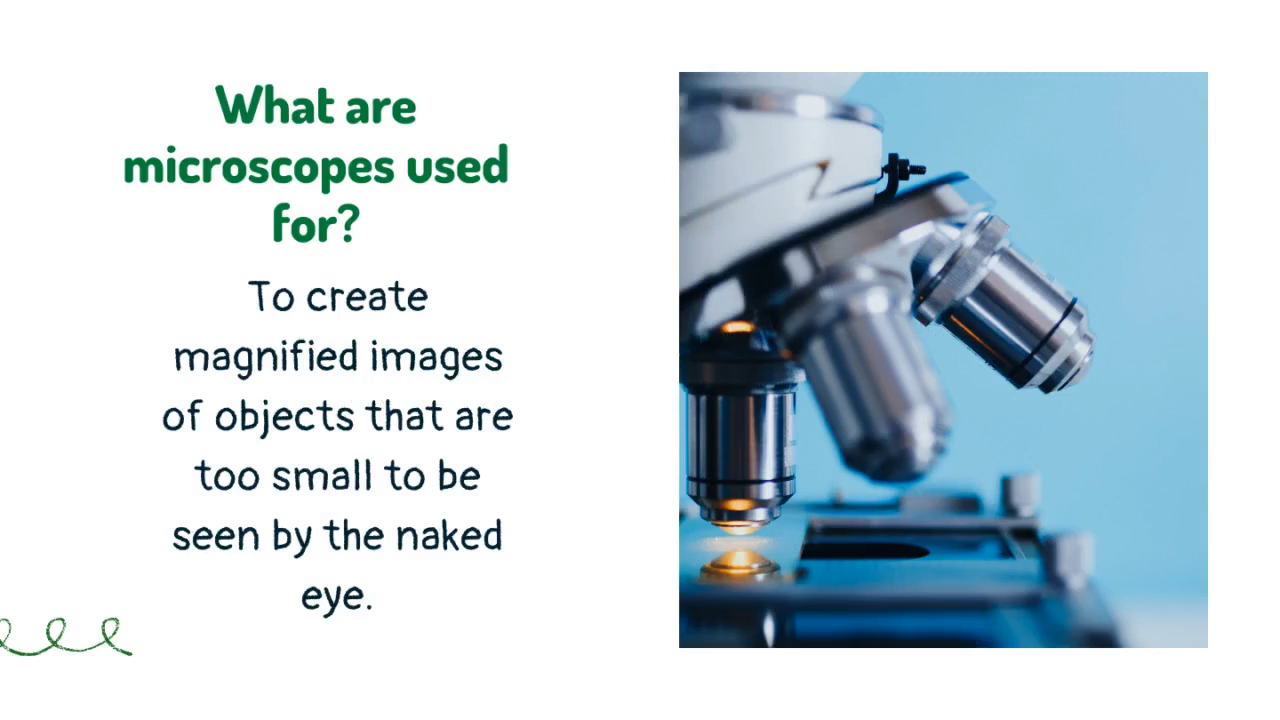 What are
microscopes used
for?
To create
magnified images
of objects that are
too small to be
seen by the naked
eye.